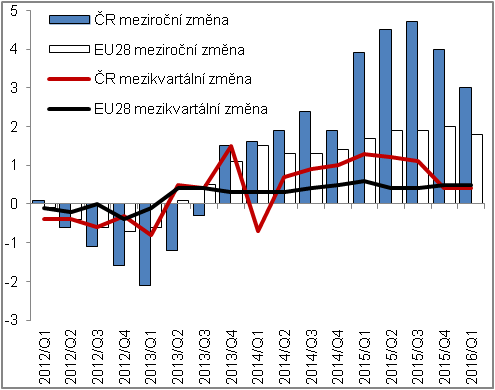 5
4
3
2
1
0
-1
-2
-3
ČR meziroční změna
EU28 meziroční změna
ČR mezikvartální změna
EU28 mezikvartální změna
2012/Q1
2012/Q2
2012/Q3
2012/Q4
2013/Q1
2013/Q2
2013/Q3
2013/Q4
2014/Q1
2014/Q2
2014/Q3
2014/Q4
2015/Q1
2015/Q2
2015/Q3
2015/Q4
2016/Q1